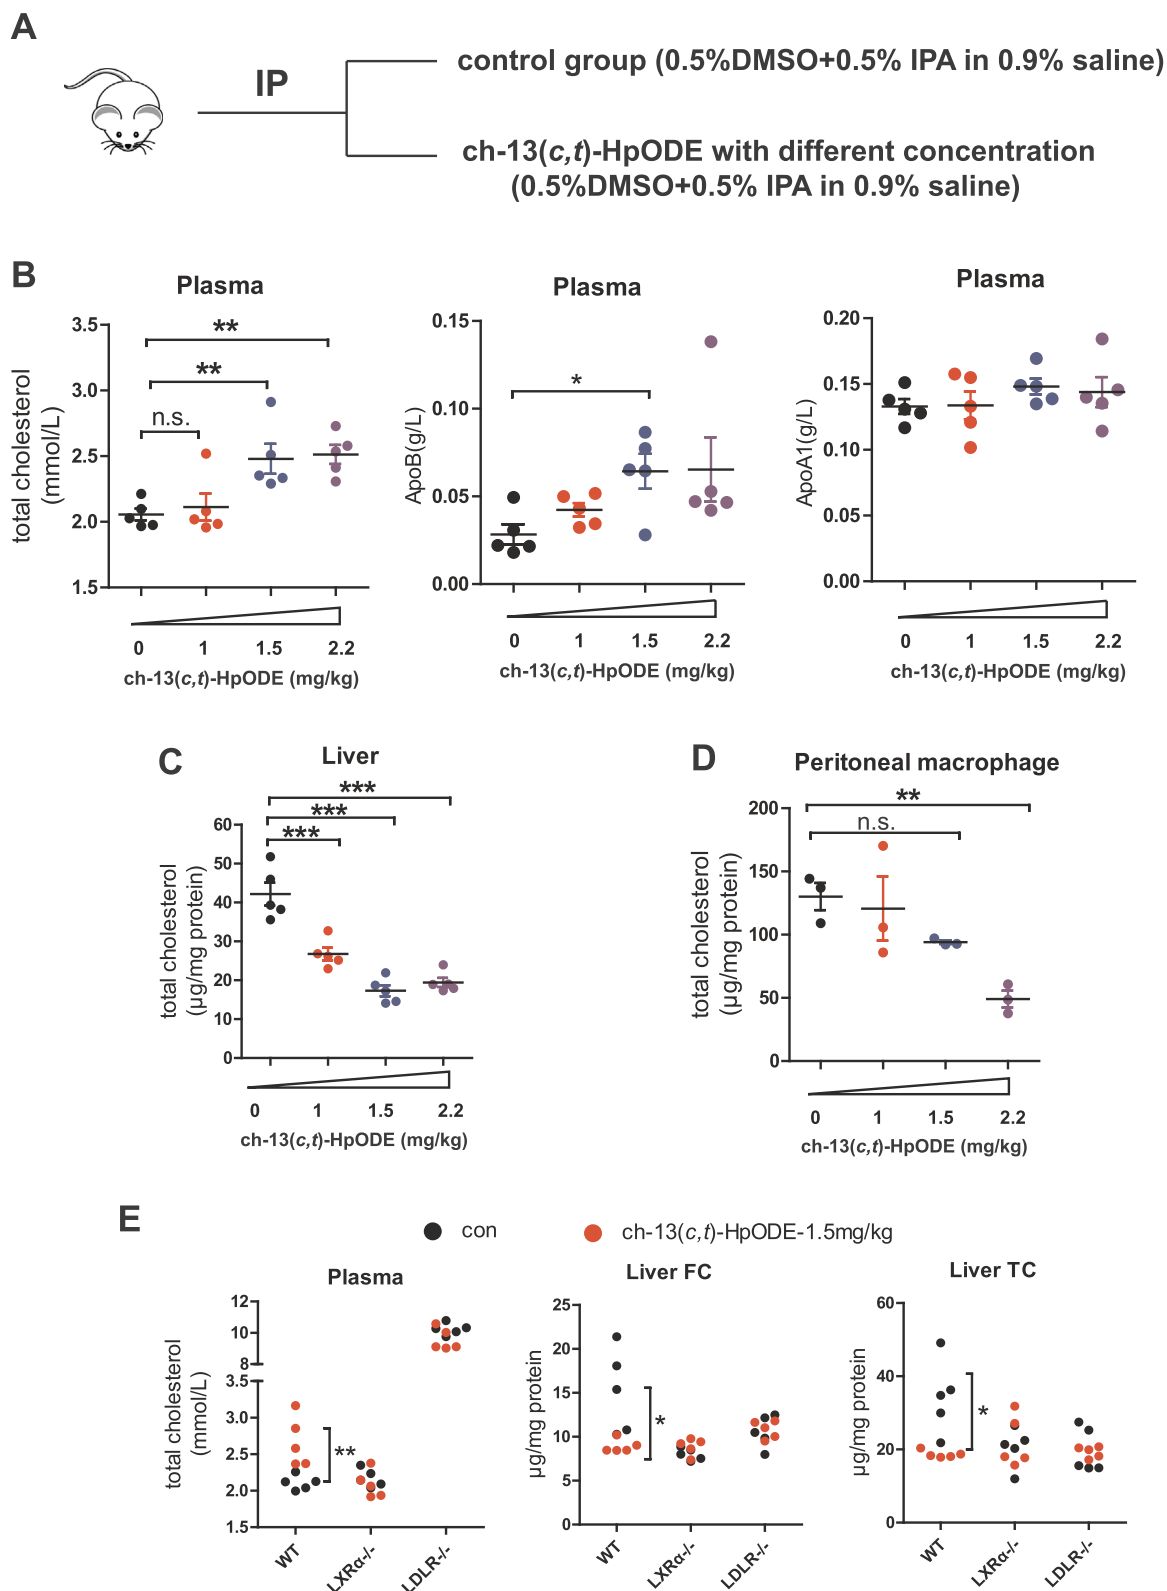 A
IP
control group (0.5%DMSO+0.5% IPA in 0.9% saline)
ch-13(c,t)-HpODE with different concentration
(0.5%DMSO+0.5% IPA in 0.9% saline)
B
Plasma
total cholesterol
(mmol/L)
3.5
3.0
2.5
2.0
1.5
**
**
n.s.
0 1 1.5 2.2
ch-13(c,t)-HpODE (mg/kg)
Plasma
ApoB(g/L)
0.15
0.10
0.05
0.00
*
0 1 1.5 2.2
ch-13(c,t)-HpODE (mg/kg)
Plasma
ApoA1(g/L)
0.20
0.15
0.10
0.05
0.00
0 1 1.5 2.2
ch-13(c,t)-HpODE (mg/kg)
C
Liver
total cholesterol
(µg/mg protein)
60
50
40
30
20
10
0
***
***
***
0 1 1.5 2.2
ch-13(c,t)-HpODE (mg/kg)
D
Peritoneal macrophage
total cholesterol
(µg/mg protein)
200
150
100
50
0
**
n.s.
0 1 1.5 2.2
ch-13(c,t)-HpODE (mg/kg)
E
con
ch-13(c,t)-HpODE-1.5mg/kg
Plasma
total cholesterol
(mmol/L)
12
10
8
3.5
3.0
2.5
2.0
1.5
**
WT LXRα-/- LDLR-/-
Liver FC
µg/mg protein
25
20
15
10
5
0
*
WT LXRα-/- LDLR-/-
Liver TC
µg/mg protein
60
40
20
0
*
WT LXRα-/- LDLR-/-